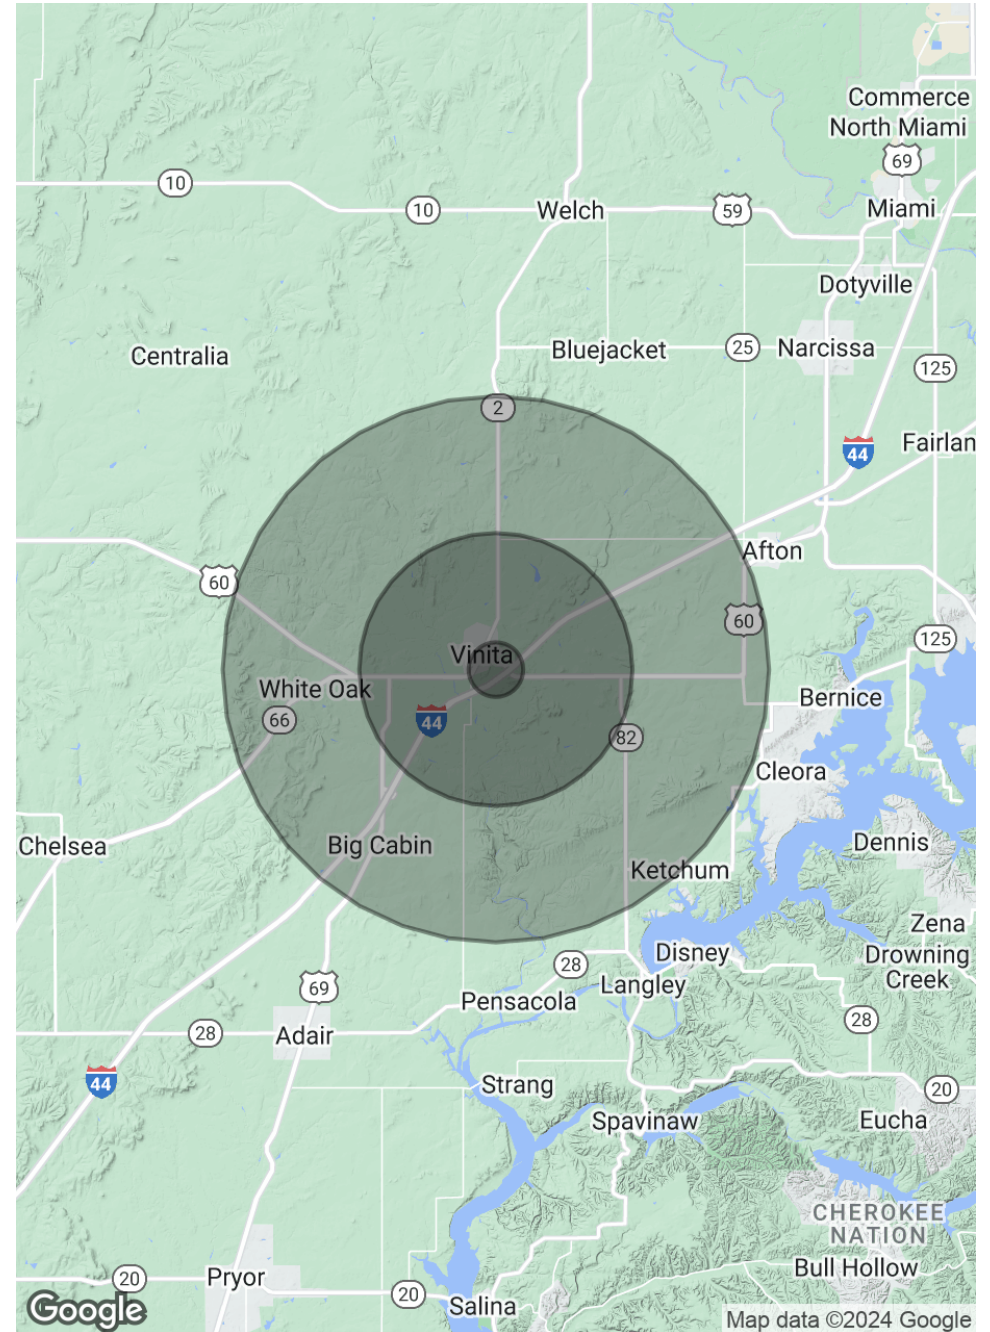 Commerce
North Miami
69
10
10
Welch
59
Miami
Dotyville
Centralia
Bluejacket
25
Narcissa
125
2
44
Fairlan
Afton
60
60
125
Vinita
White Oak
66
44
82
Bernice
Cleora
Chelsea
Big Cabin
Dennis
Ketchum
Zena
Disney
Drowning
Creek
28
69
Langley
Pensacola
28
Adair
28
44
Strang
20
Spavinaw
Eucha
CHEROKEE
NATION
Bull Hollow
20
Pryor
20
Salina
Google
Map data ©2024 Google